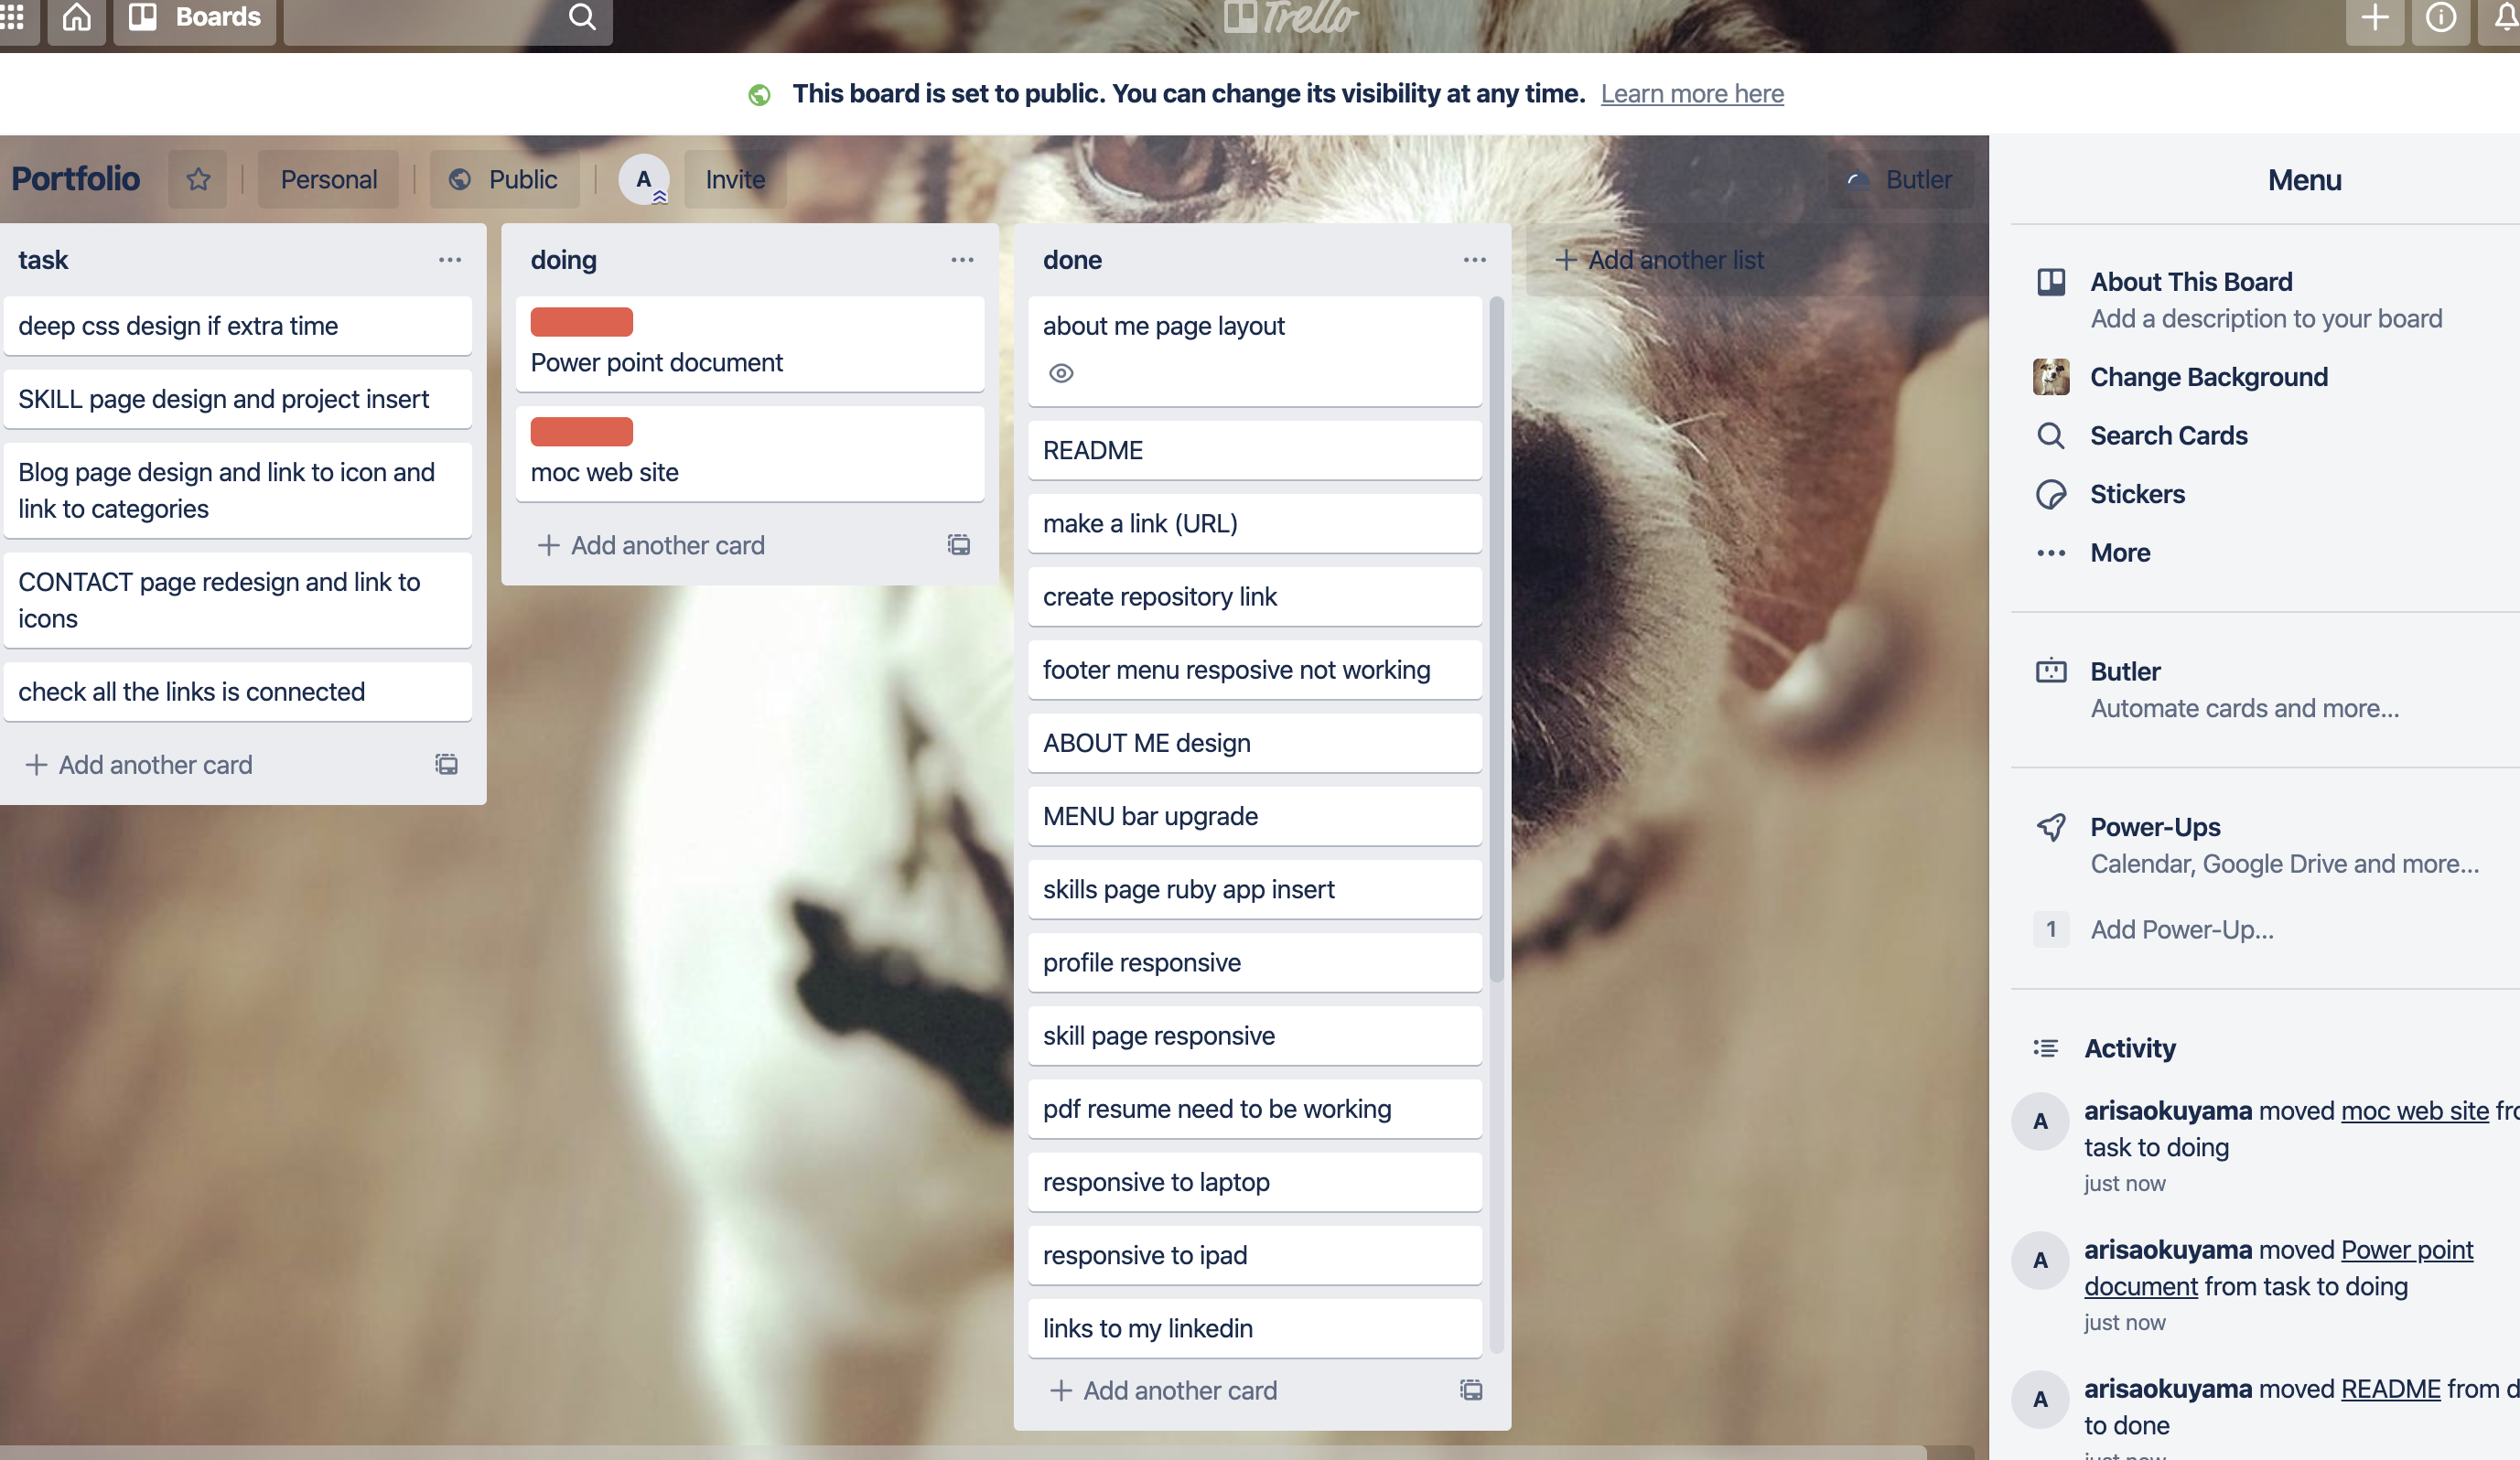 Boards
Trello
This board is set to public. You can change its visibility at any time. Learn more here
Portfolio
Personal
Public
A
Invite
Butler
task
deep css design if extra time
SKILL page design and project insert
Blog page design and link to icon and
link to categories
CONTACT page redesign and link to
icons
check all the links is connected
Add another card
doing
Power point document
moc web site
Add another card
done
about me page layout
README
make a link (URL)
create repository link
footer menu resposive not working
ABOUT ME design
MENU bar upgrade
skills page ruby app insert
profile responsive
skill page responsive
pdf resume need to be working
responsive to laptop
responsive to ipad
links to my linkedin
Add another card
Add another list
Menu
About This Board
Add a description to your board
Change Background
Search Cards
Stickers
More
Butler
Automate cards and more...
Power-Ups
Calendar, Google Drive and more...
1
Add Power-Up...
Activity
A
arisaokuyama moved moc web site
task to doing
just now
A
arisaokuyama moved Power point
document from task to doing
just now
A
arisaokuyama moved README from
to done